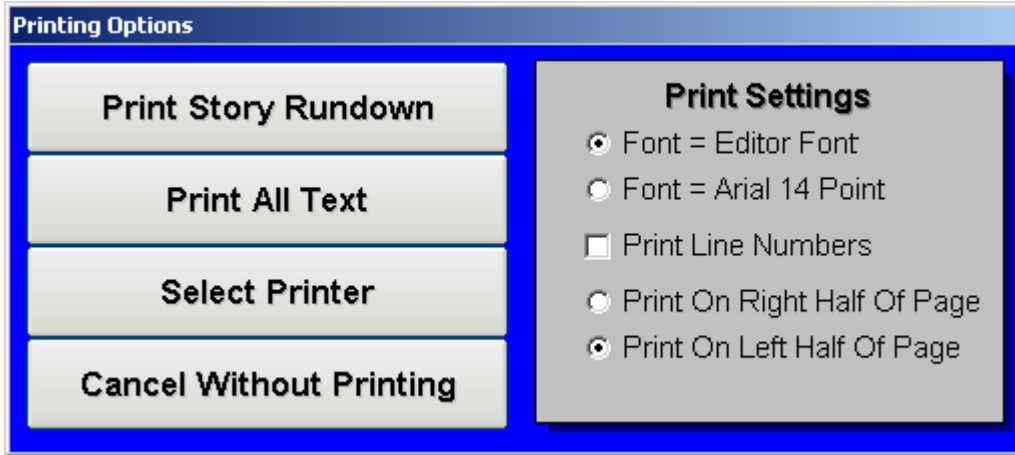 Printing Options
Print Story Rundown
Print All Text
Select Printer
Cancel Without Printing
Print Settings
Font = Editor Font
Font = Arial 14 Point
Print Line Numbers
Print On Right Half Of Page
Print On Left Half Of Page